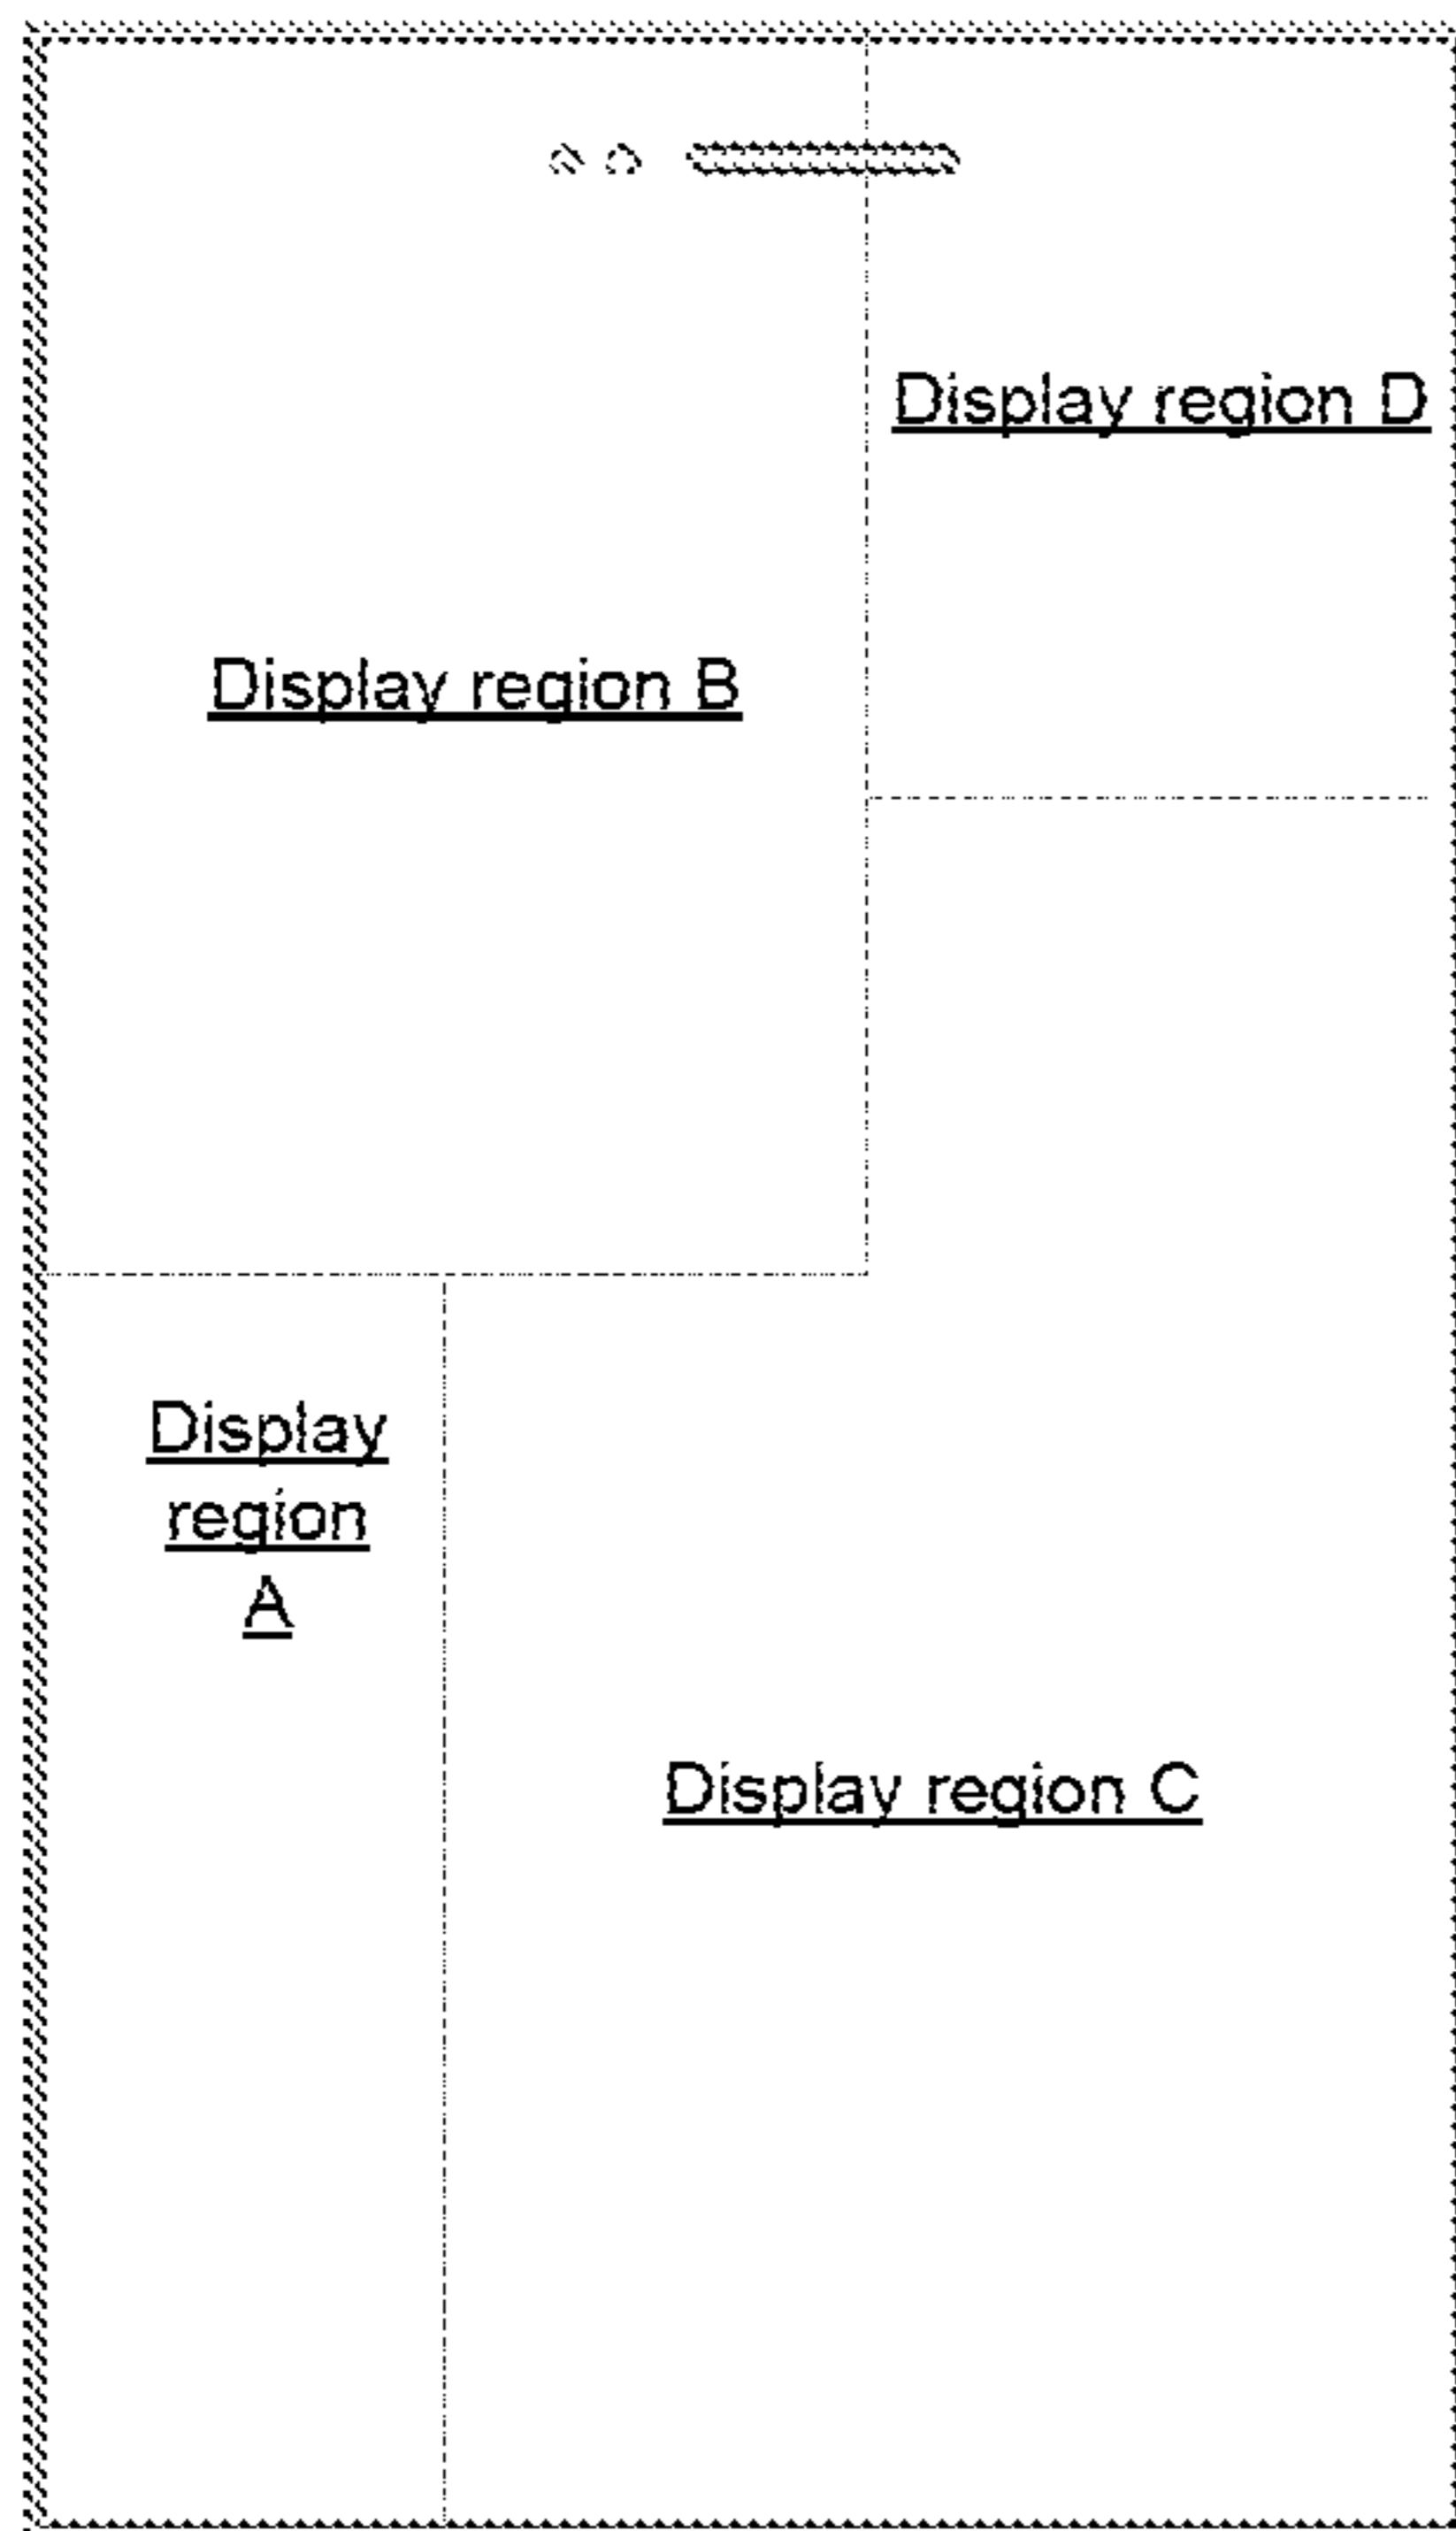 Display region D
Display region B
Display
region
A
Display region C